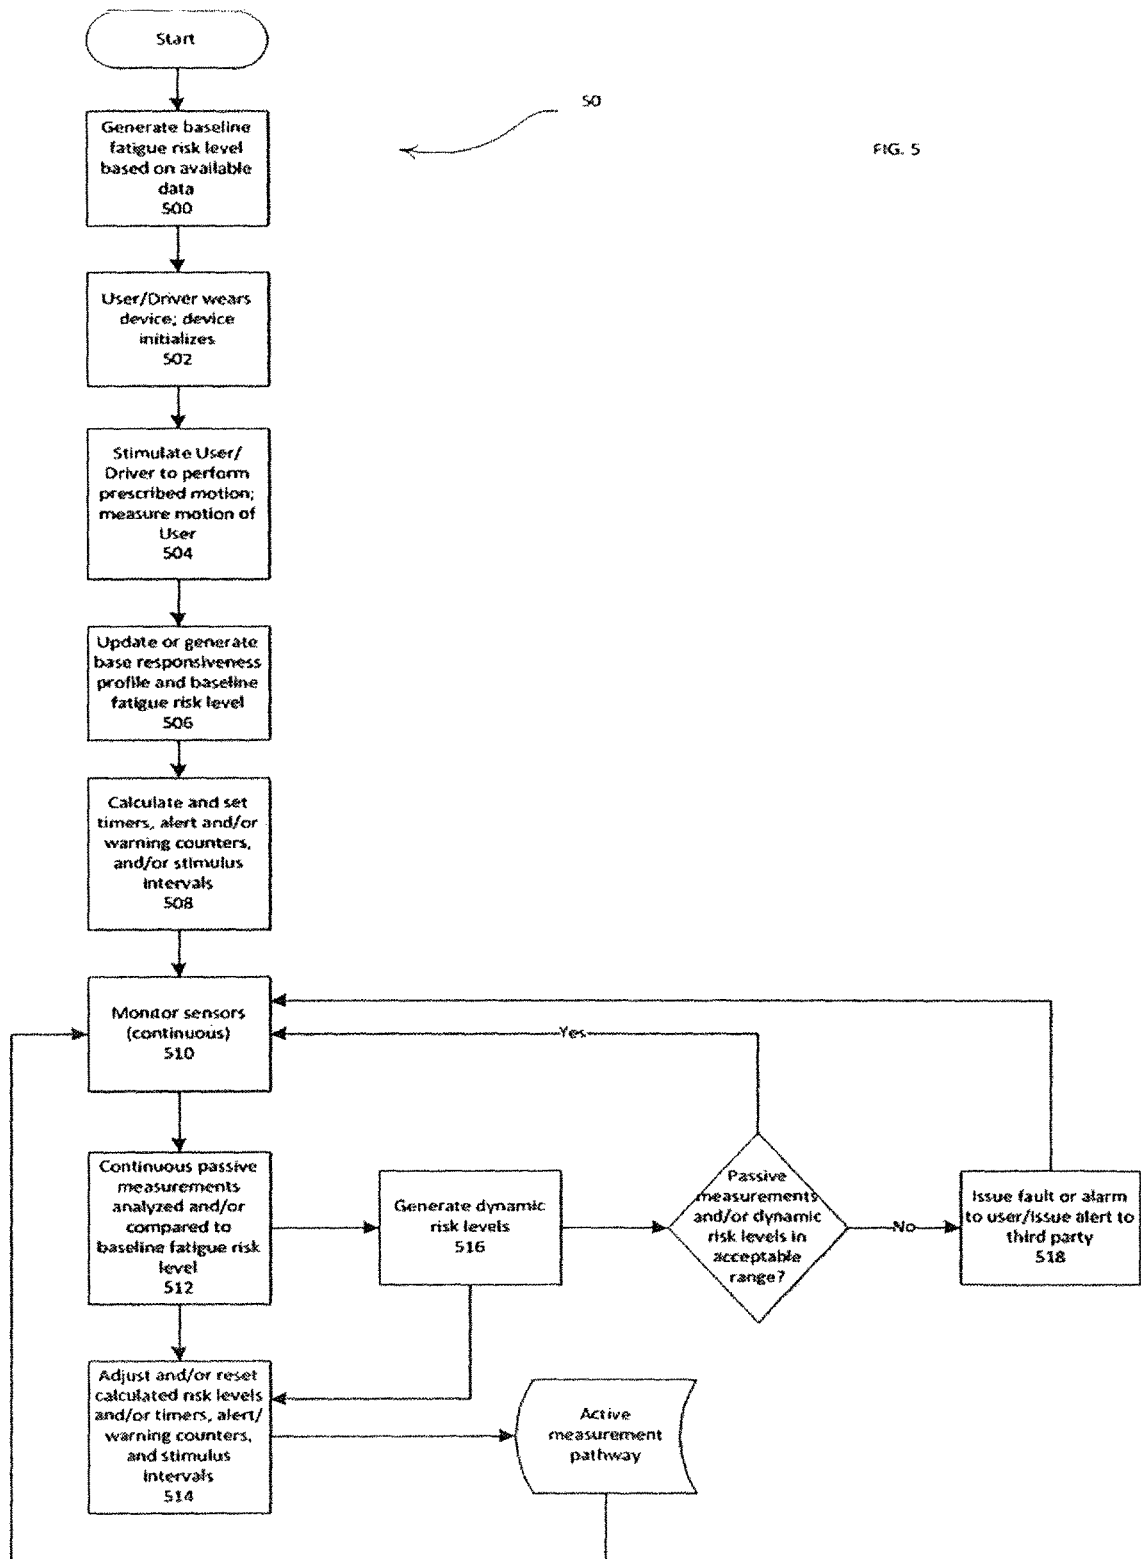 Start
50
FIG. 5
Generate baseline
fatigue risk level
based on available
data
500
User/Driver wears
device; device
initializes
502
Stimulate User/
Driver to perform
prescribed motion;
measure motion of
User
504
Update or generate
base responsiveness
profile and baseline
fatigue risk level
506
Calculate and set
timers, alert and/or
warning counters,
and/or stimulus
intervals
508
Monitor sensors
(continuous)
510
Yes
Continuous passive
measurements
analyzed and/or
compared to
baseline fatigue risk
level
512
Generate dynamic
risk levels
516
Passive
measurements
and/or dynamic
risk levels in
acceptable
range?
No
Issue fault or alarm
to user/issue alert to
third party
518
Adjust and/or reset
calculated risk levels
and/or timers, alert/
warning counters,
and stimulus
intervals
514
Active
measurement
pathway